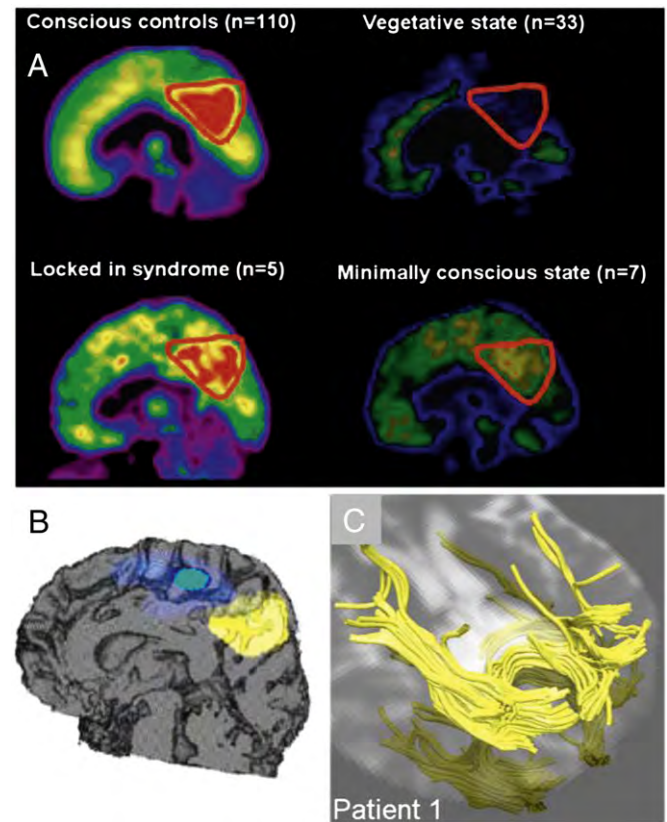 Conscious controls (n=110)
Vegetative state (n=33)
A
Locked in syndrome (n=5)
Minimally conscious state (n=7)
B
C
Patient 1